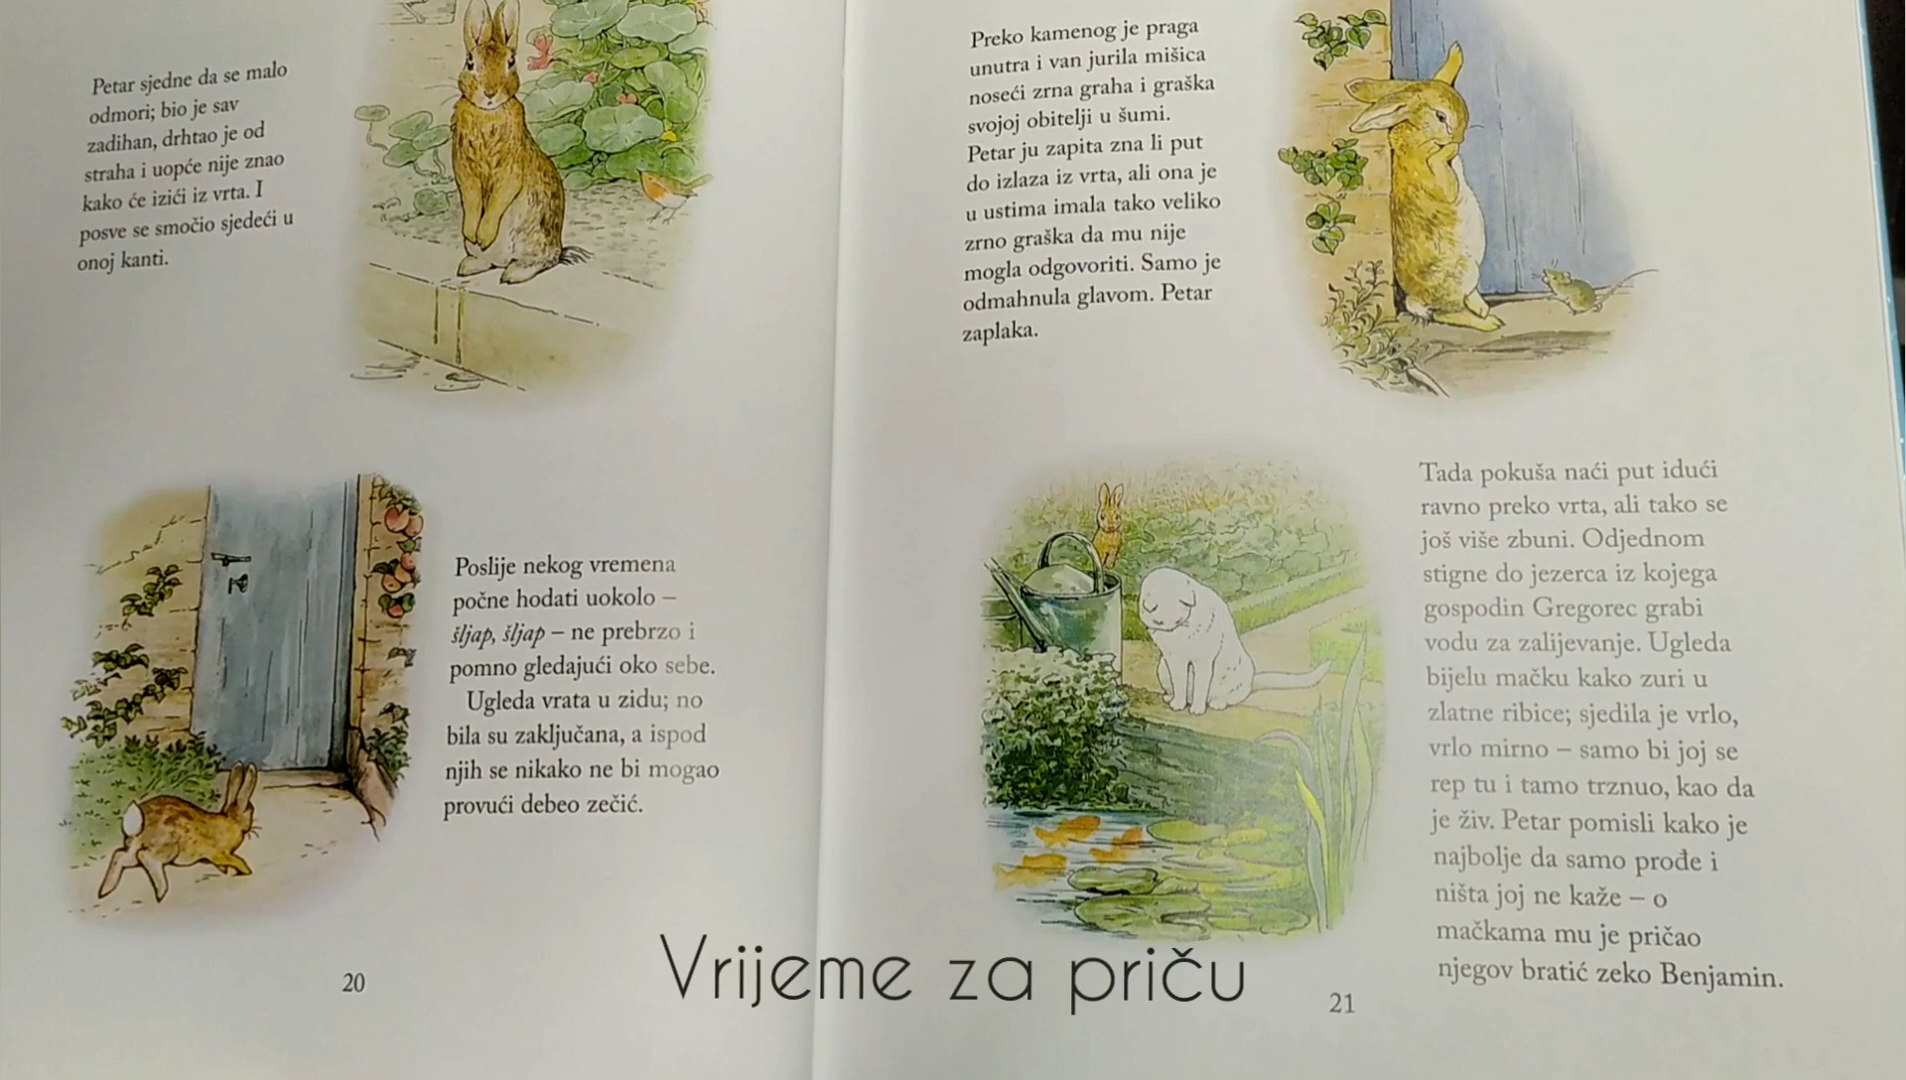 Petar sjedne da se malo
odmori; bio je sav
zadihan, drhtao je od
straha i uopće nije znao
kako će izići iz vrta. I
posve se smočio sjedeći u
onoj kanti.
Poslije nekog vremena
počne hodati uokolo –
šljap, šljap – ne prebrzo i
pomno gledajući oko sebe.
Ugleda vrata u zidu; no
bila su zaključana, a ispod
njih se nikako ne bi mogao
provući debeo zečić.
20
Preko kamenog je praga
unutra i van jurila mišica
noseći zrna graha i graška
svojoj obitelji u šumi.
Petar ju zapita zna li put
do izlaza iz vrta, ali ona je
u ustima imala tako veliko
zrno graška da mu nije
mogla odgovoriti. Samo je
odmahnula glavom. Petar
zaplaka.
Tada pokuša naći put idući
ravno preko vrta, ali tako se
još više zbuni. Odjednom
stigne do jezerca iz kojega
gospodin Gregorec grabi
vodu za zalijevanje. Ugleda
bijelu mačku kako zuri u
zlatne ribice; sjedila je vrlo,
vrlo mirno – samo bi joj se
rep tu i tamo trznuo, kao da
je živ. Petar pomisli kako je
najbolje da samo prođe i
ništa joj ne kaže – o
mačkama mu je pričao
njegov bratić zeko Benjamin.
21
Vrijeme za priču